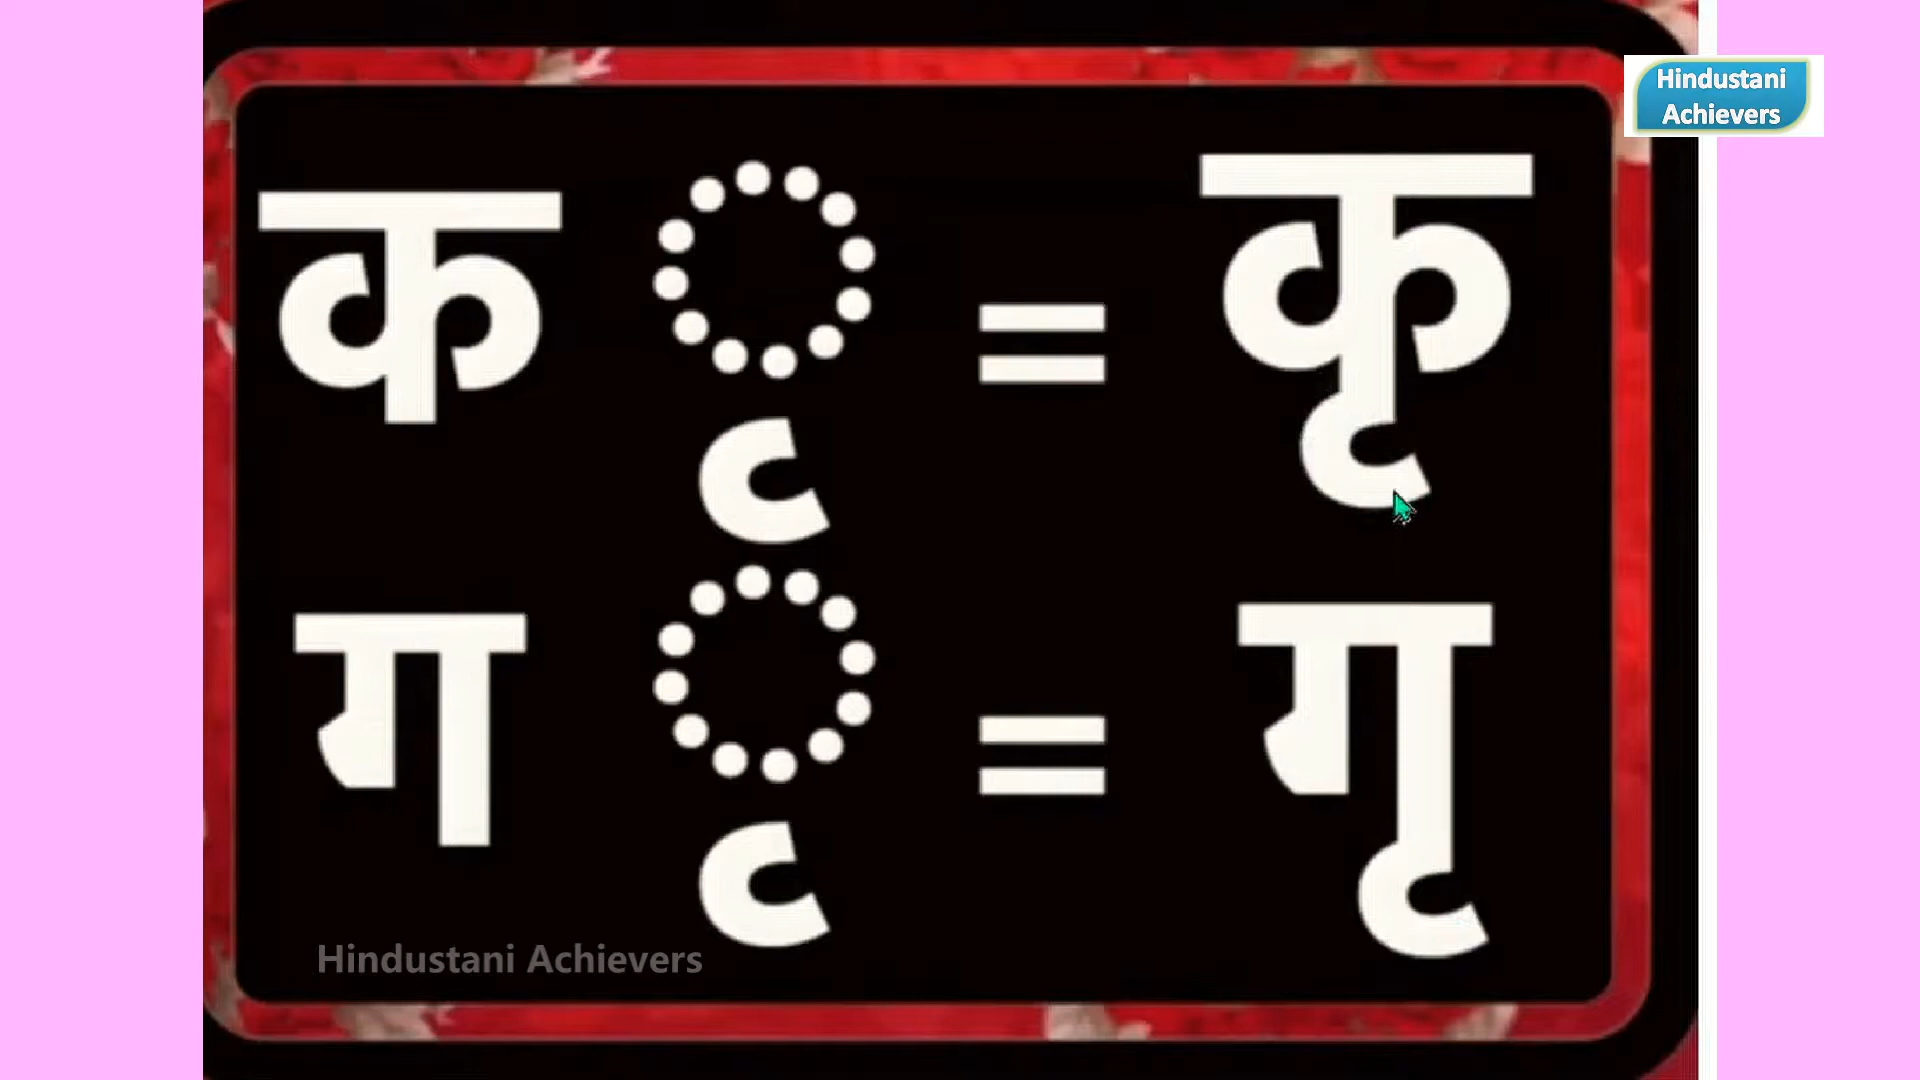 Hindustani
Achievers
क ृ = कृ
ग ृ = गृ
Hindustani Achievers